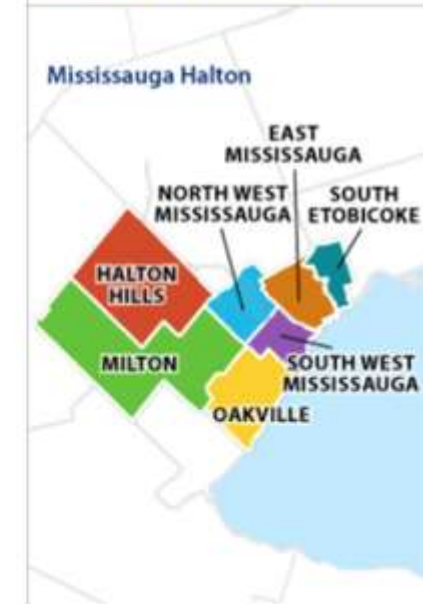 Mississauga Halton
EAST
MISSISSAUGA
NORTH WEST
MISSISSAUGA
SOUTH
ETOBICOKE
HALTON
HILLS
MILTON
SOUTH WEST
MISSISSAUGA
OAKVILLE